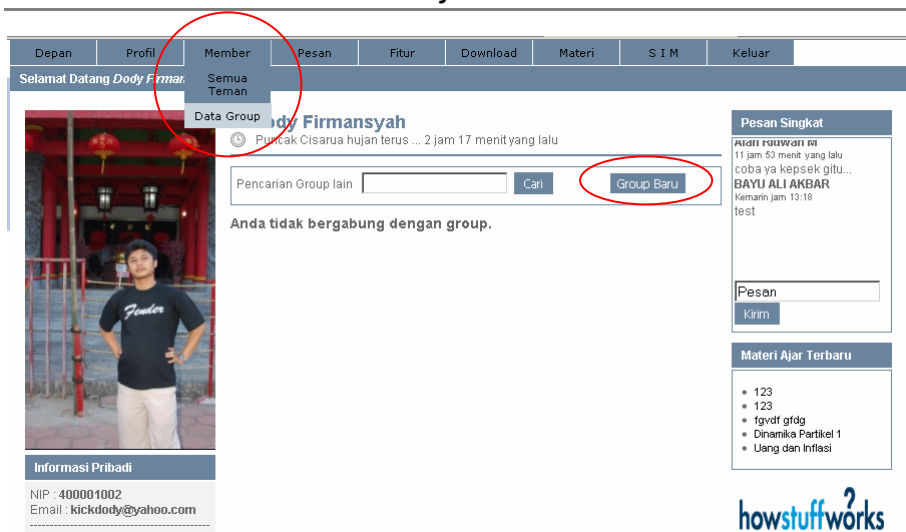 Depan Profil Member Pesan Fitur Download Materi S I M Keluar
Selamat Datang Dody Firman
Semua
Teman
Data Group
dy Firmansyah
Puncak Cisarua hujan terus ... 2 jam 17 menit yang lalu
Pencarian Group lain Cari Group Baru
Anda tidak bergabung dengan group.
Fender
Informasi Pribadi
NIP : 400001002
Email : kickdody@yahoo.com
Pesan Singkat
Alan Ridwan M
11 jam 53 menit yang lalu
coba ya kepsek gitu...
BAYU ALI AKBAR
Kemarin jam 13:18
test
Pesan
Kirim
Materi Ajar Terbaru
123
123
fgvdf gfdg
Dinamika Partikel 1
Uang dan Inflasi
howstuffworks